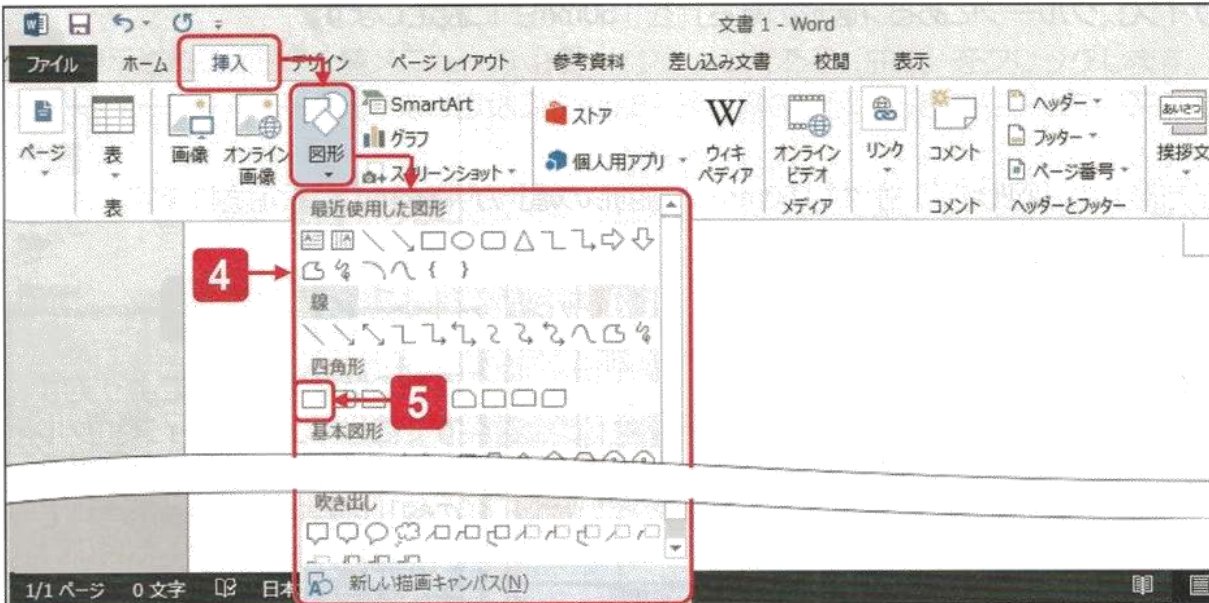 文書 1 - Word
ファイル ホーム 挿入 デザイン ページ レイアウト 参考資料 差し込み文書 校閲 表示
ページ
表
表
画像
オンライン
画像
図形
SmartArt
グラフ
スクリーンショット
ストア
個人用アプリ
W
ウィキ
ペディア
オンライン
ビデオ
メディア
リンク
コメント
コメント
ヘッダー
フッター
ページ番号
ヘッダーとフッター
あいさつ
挨拶文
最近使用した図形
4
線
四角形
5
基本図形
吹き出し
新しい描画キャンバス(N)
1/1 ページ 0 文字 日本